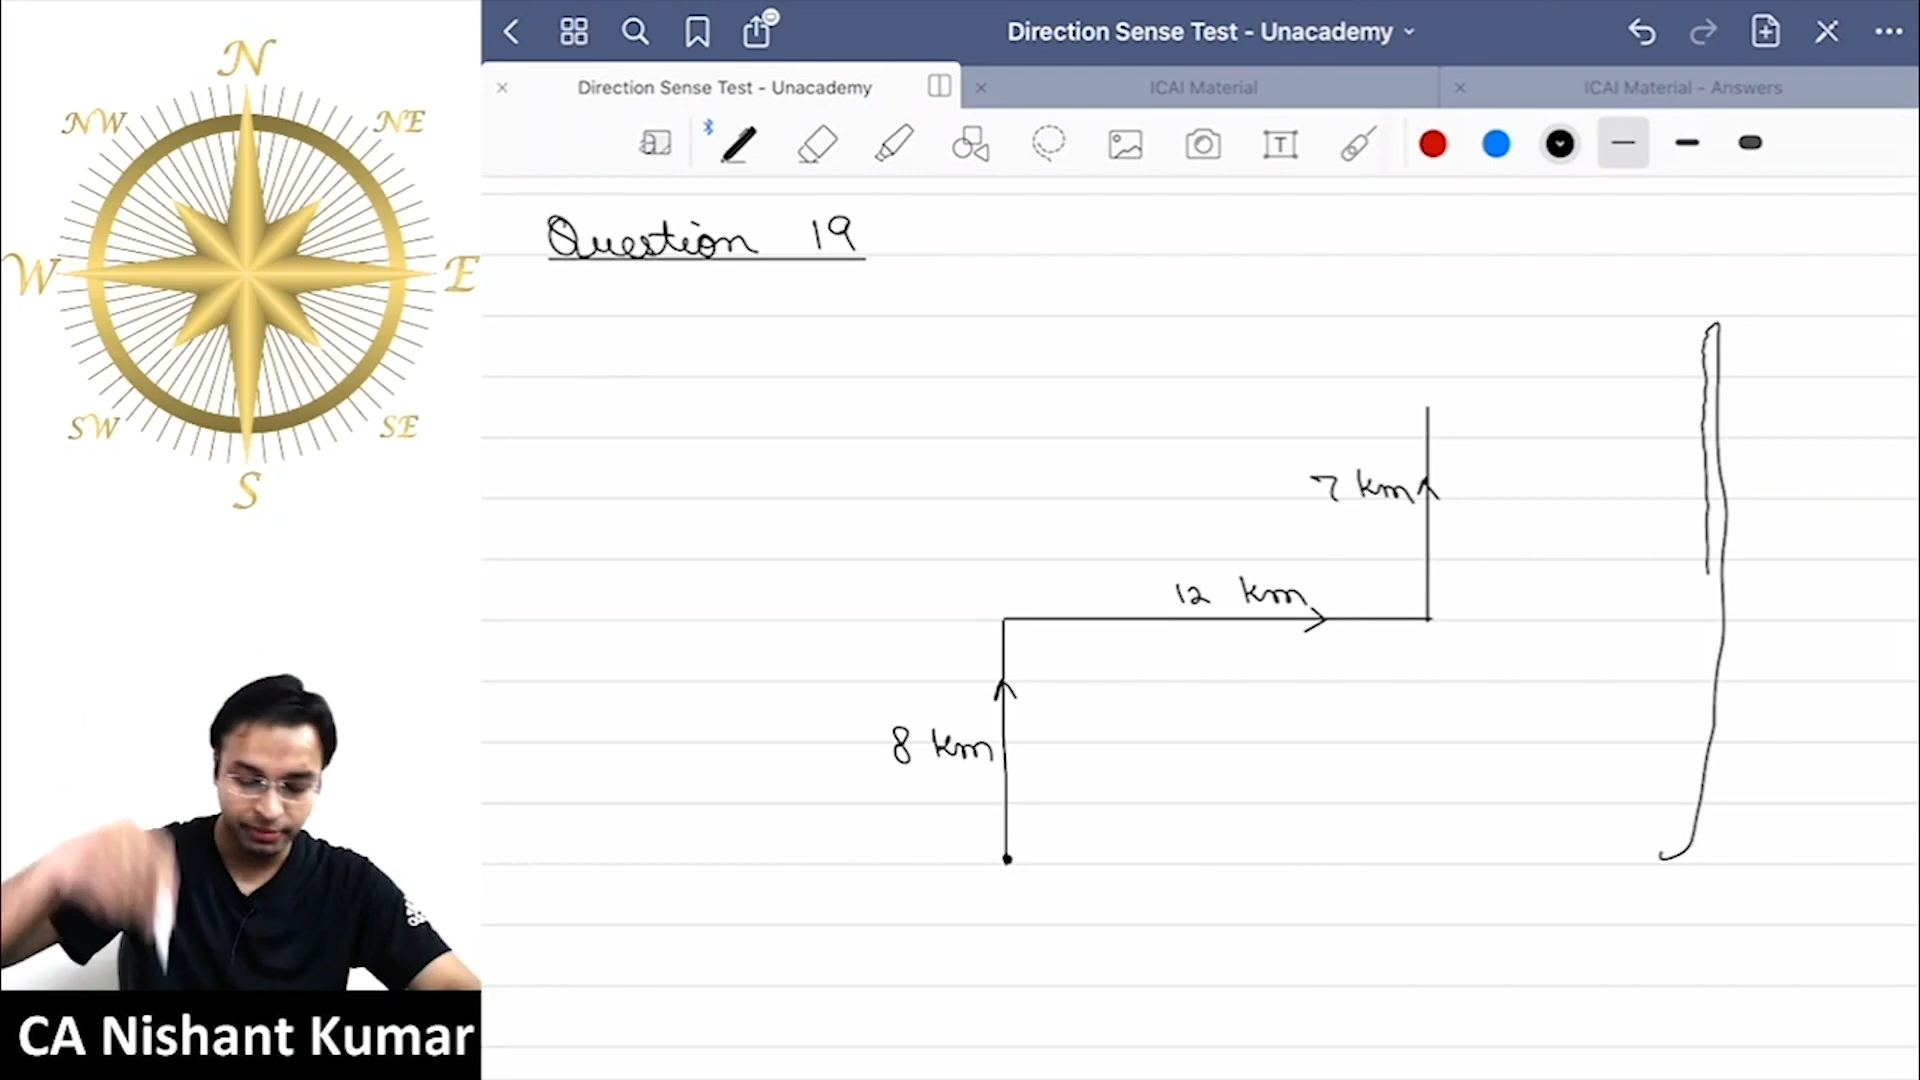 N
NW
NE
W
E
SW
SE
S
CA Nishant Kumar
Direction Sense Test - Unacademy
Direction Sense Test - Unacademy
ICAI Material
ICAI Material - Answers
T
Question 19
7 km
12 km
8 km